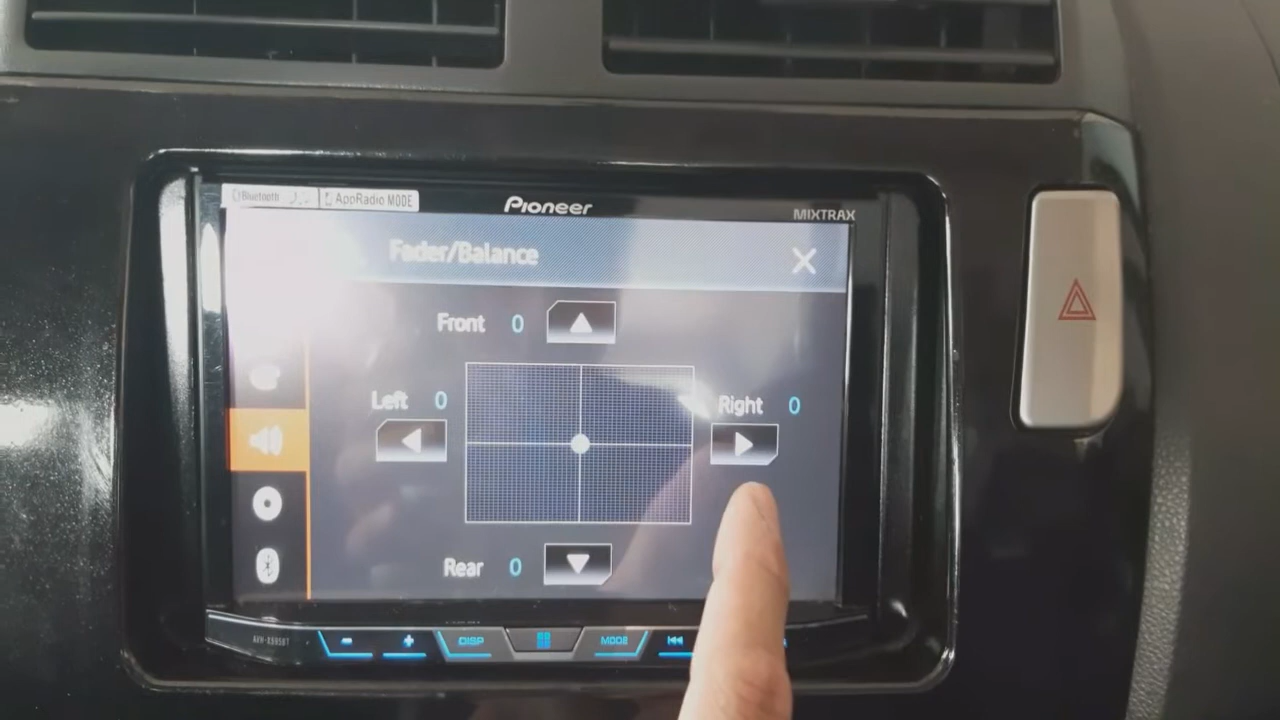 Bluetooth AppRadio MODE
Pioneer
MIXTRAX
Fader/Balance
Front 0
Left 0
Right 0
Rear 0
- + DISP MODE